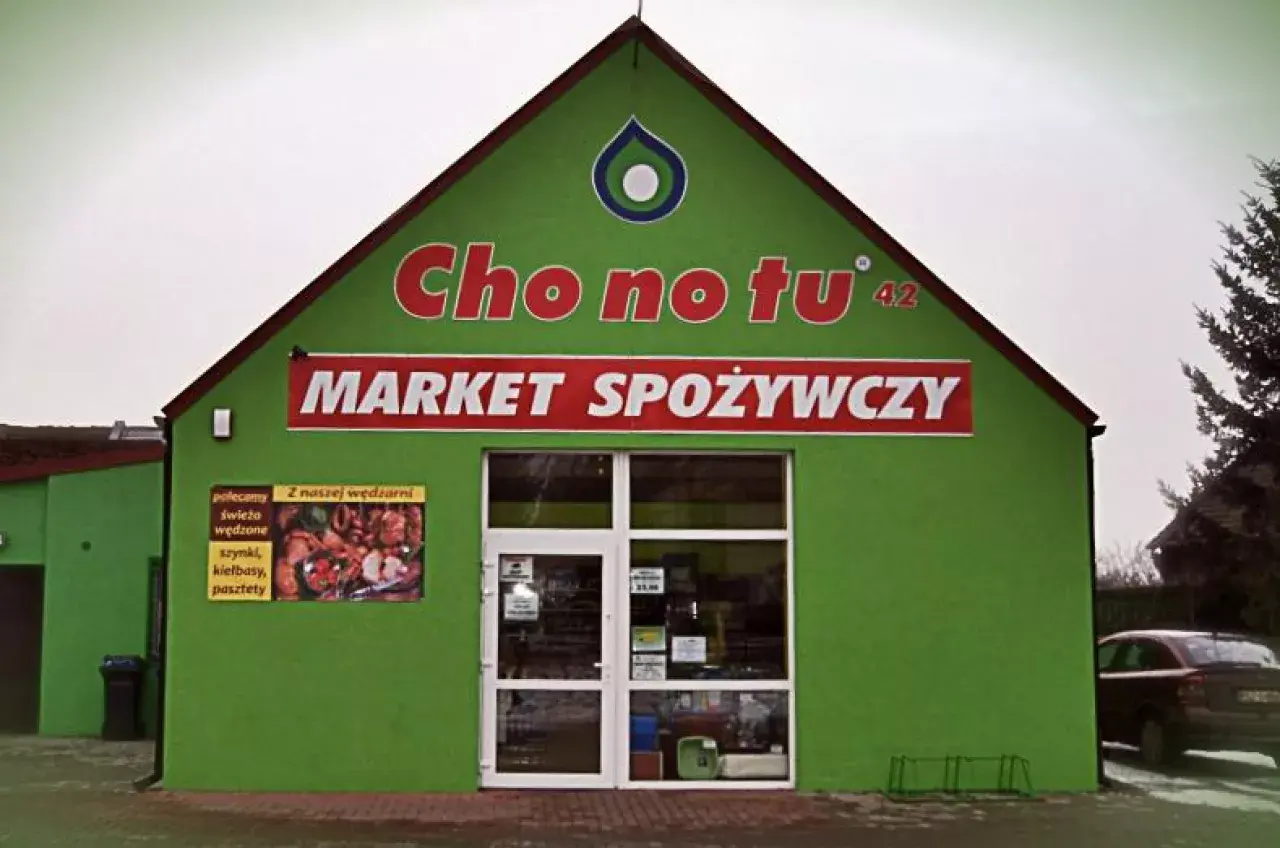 Cho no tu ® 42
MARKET SPOŻYWCZY
polecamy
świeżo
wędzone
szynki,
kiełbasy,
pasztety
Z naszej wędzarni